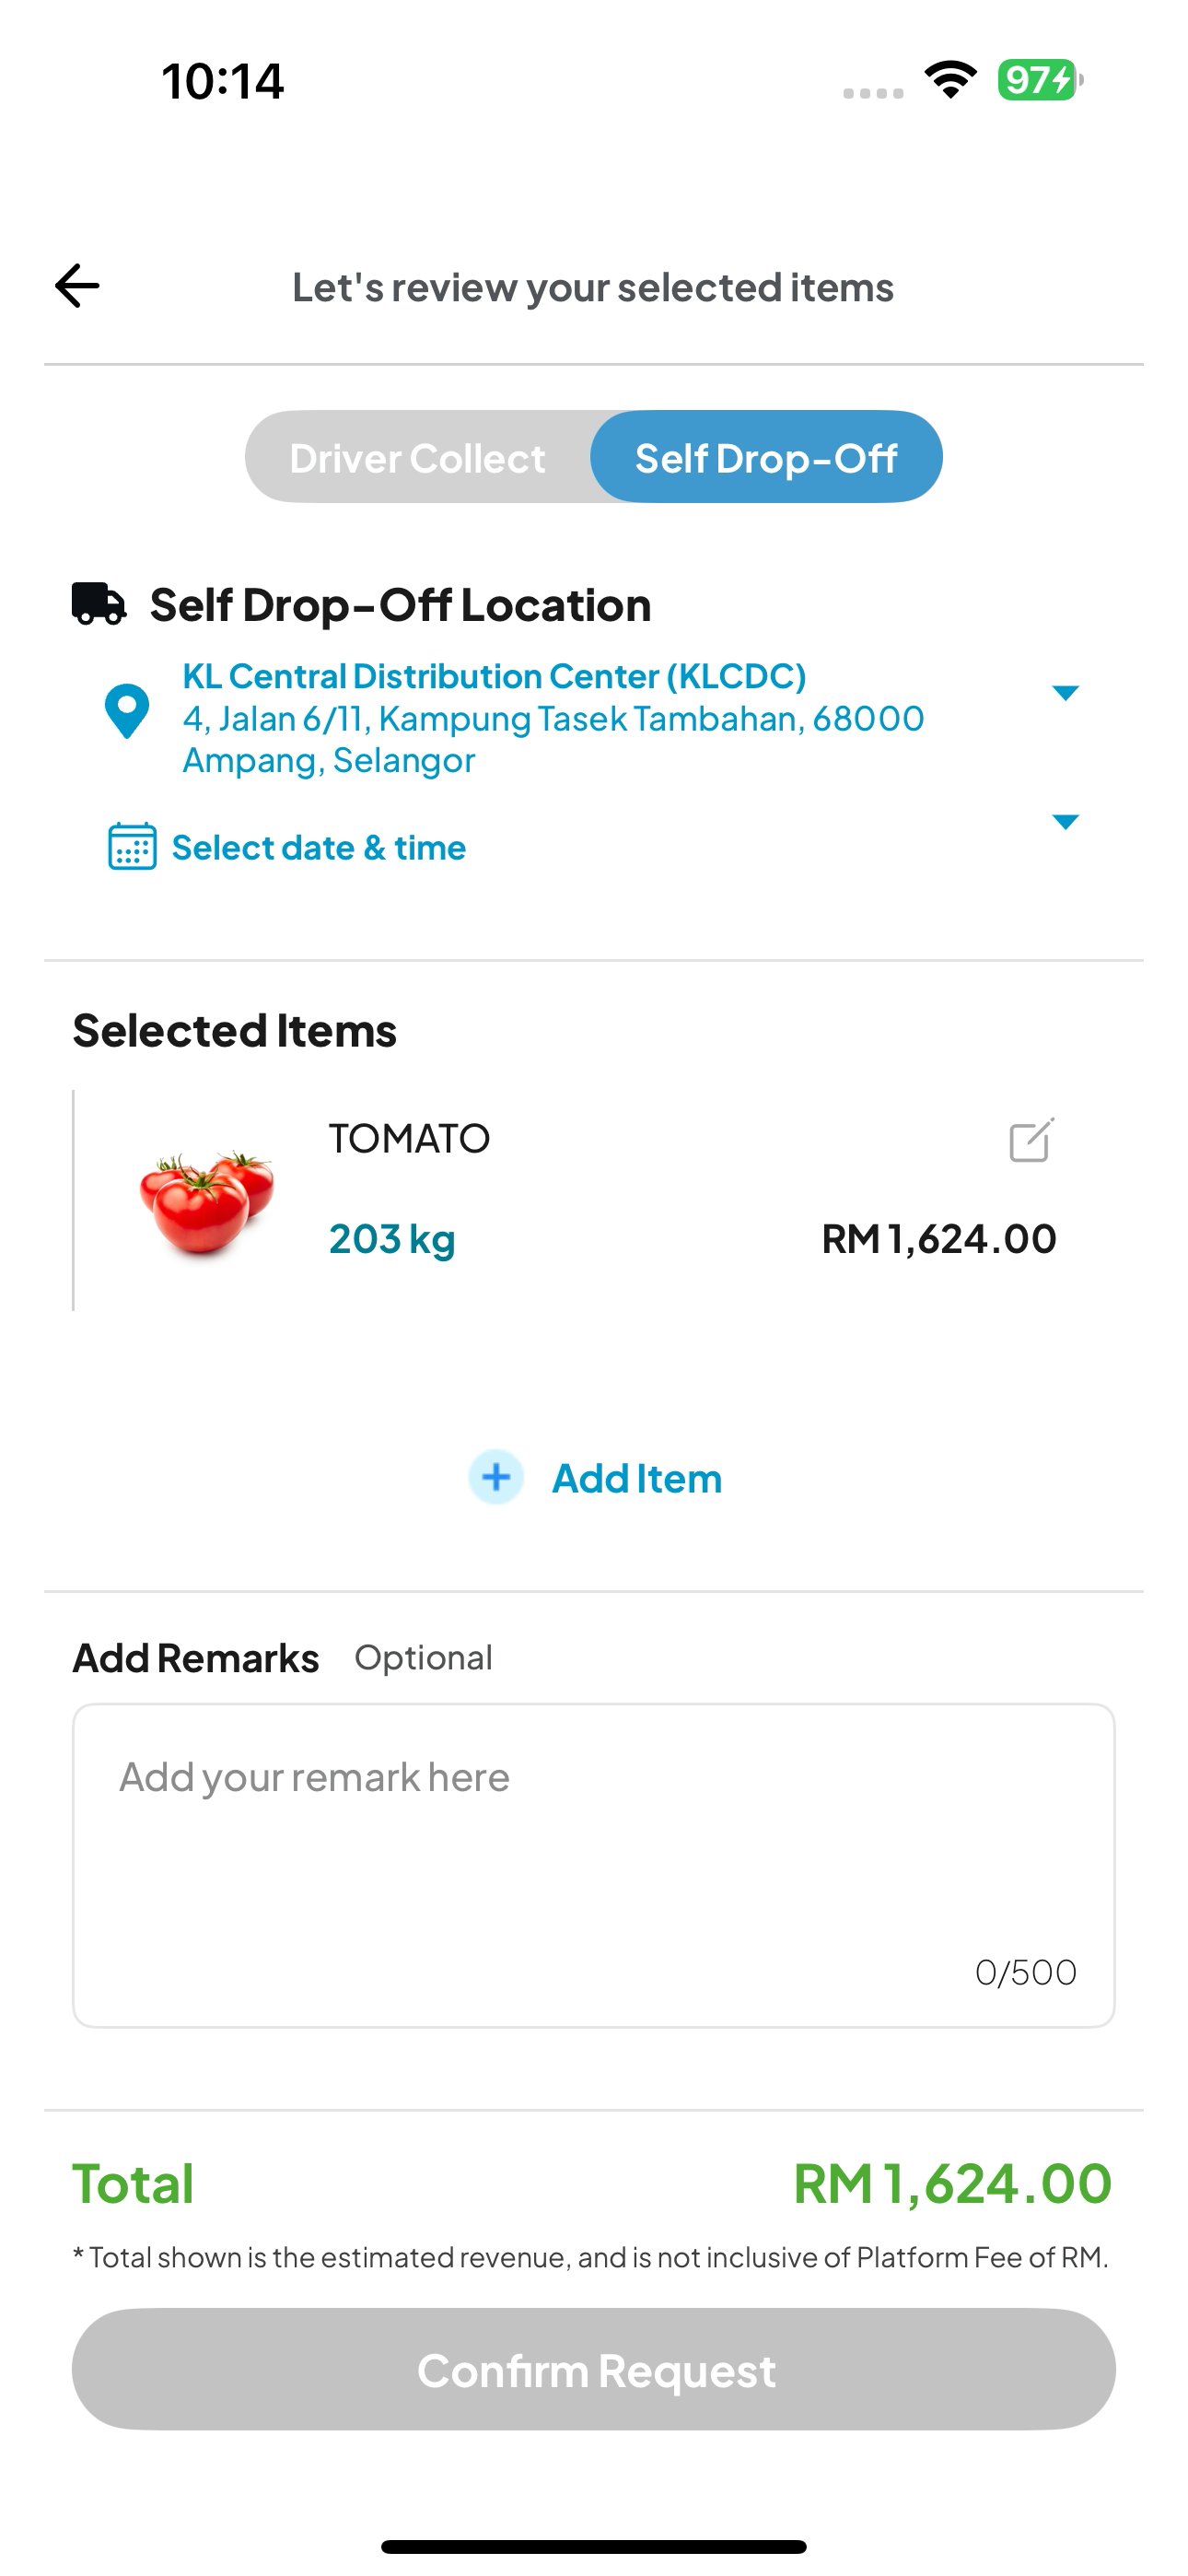 10:14
97
Let's review your selected items
Driver Collect
Self Drop-Off
Self Drop-Off Location
KL Central Distribution Center (KLCDC)
4, Jalan 6/11, Kampung Tasek Tambahan, 68000
Ampang, Selangor
Select date & time
Selected Items
TOMATO
203 kg
RM 1,624.00
+ Add Item
Add Remarks Optional
Add your remark here
0/500
Total RM 1,624.00
* Total shown is the estimated revenue, and is not inclusive of Platform Fee of RM.
Confirm Request